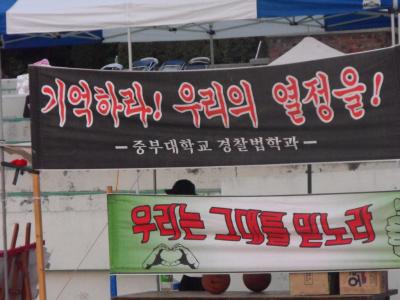 기억하라! 우리의 열정을!
– 중부대학교 경찰법학과 –
우리는 그대를 믿노라